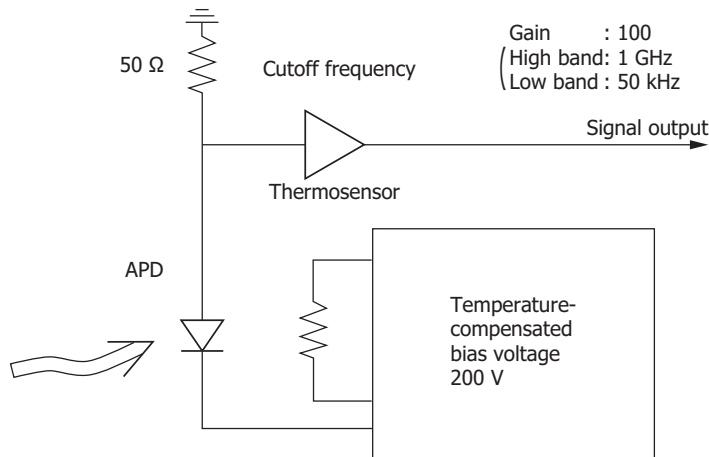 Gain : 100
High band: 1 GHz
Low band : 50 kHz
50 Ω
Cutoff frequency
Signal output
Thermosensor
APD
Temperature-
compensated
bias voltage
200 V